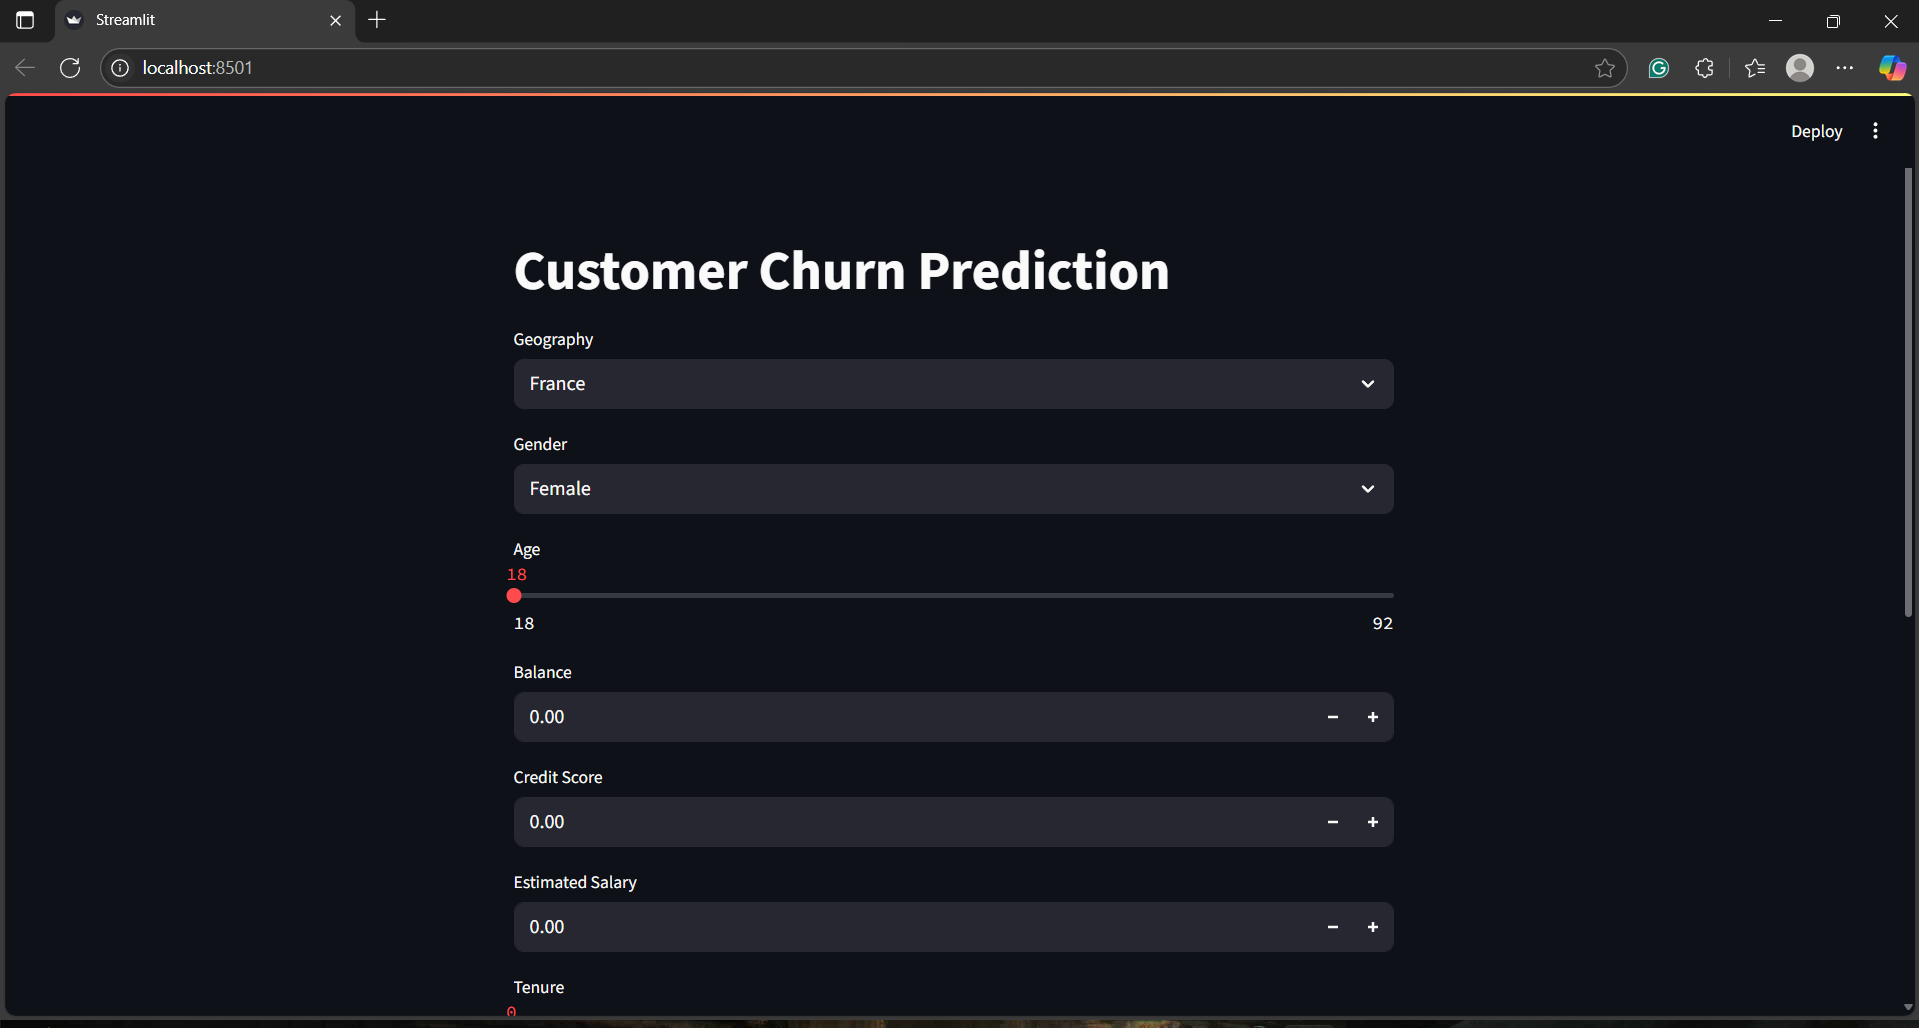 Streamlit
localhost:8501
Deploy
Customer Churn Prediction
Geography
France
Gender
Female
Age
18
18 92
Balance
0.00
Credit Score
0.00
Estimated Salary
0.00
Tenure
0